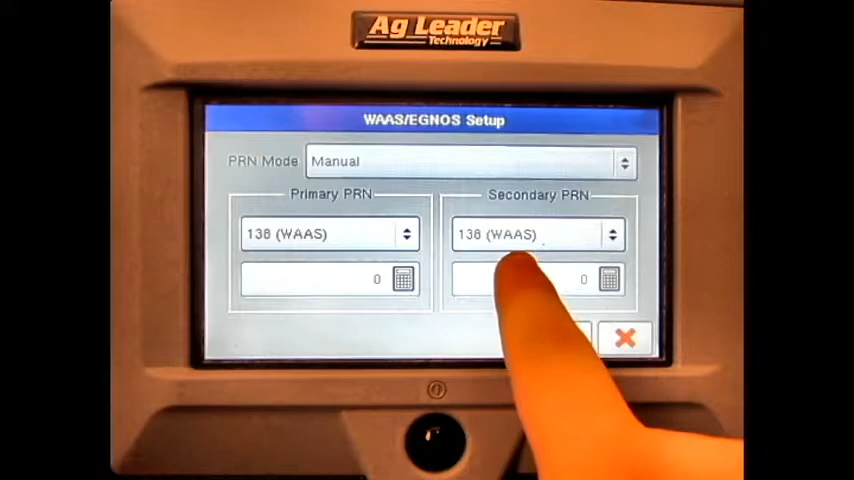 Ag Leader
Technology
WAAS/EGNOS Setup
PRN Mode Manual
Primary PRN
138 (WAAS)
0
Secondary PRN
138 (WAAS)
0